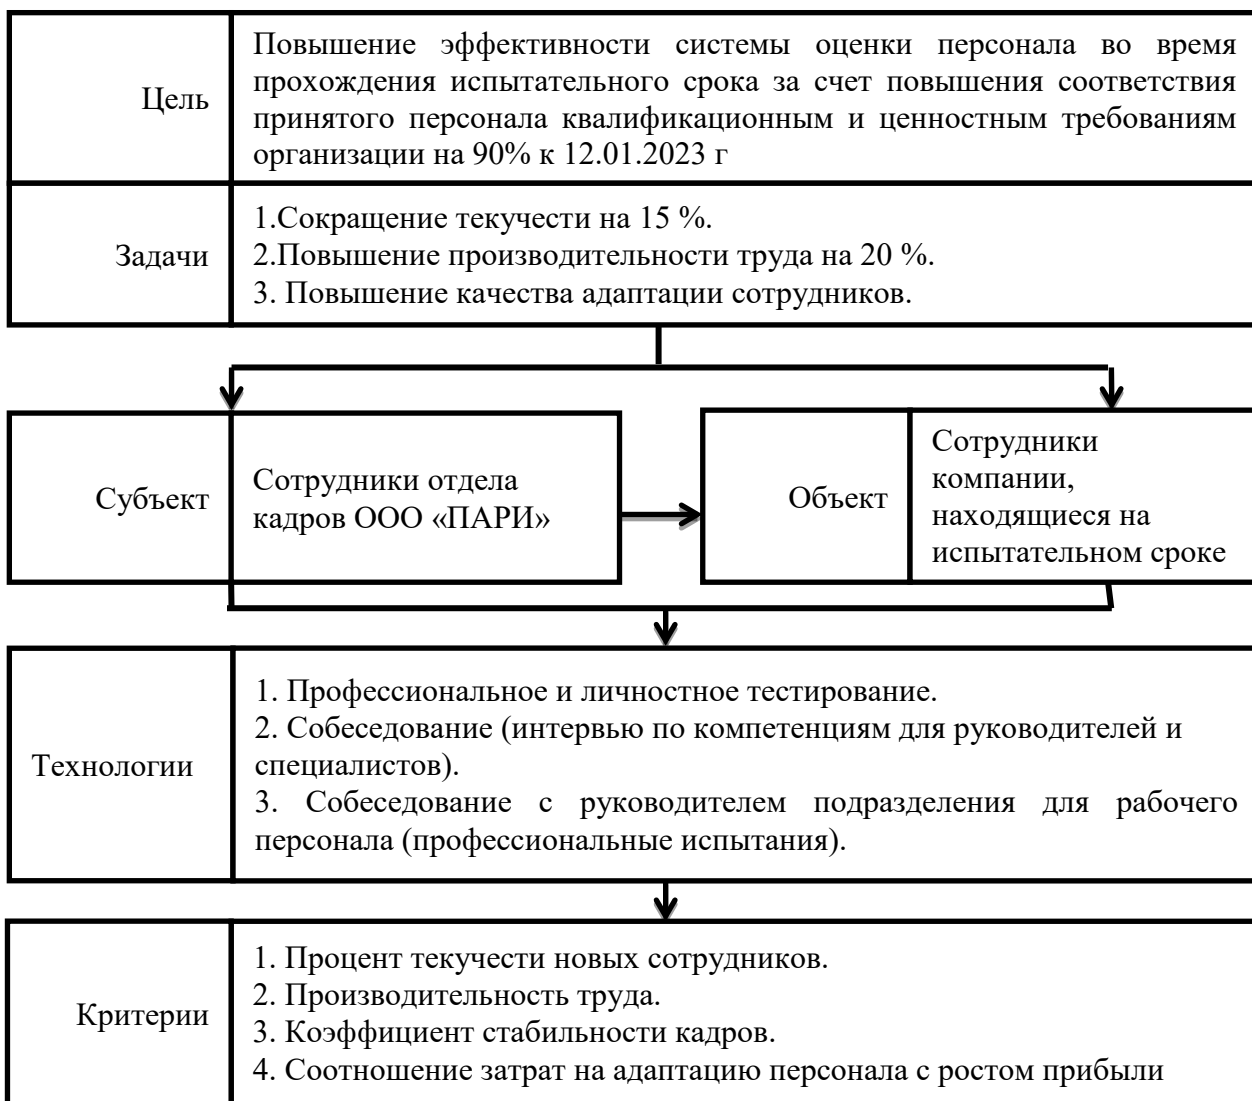 Цель
Повышение эффективности системы оценки персонала во время
прохождения испытательного срока за счет повышения соответствия
принятого персонала квалификационным и ценностным требованиям
организации на 90% к 12.01.2023 г
Задачи
1.Сокращение текучести на 15 %.
2.Повышение производительности труда на 20 %.
3. Повышение качества адаптации сотрудников.
Субъект
Сотрудники отдела
кадров ООО «ПАРИ»
Объект
Сотрудники
компании,
находящиеся на
испытательном сроке
Технологии
1. Профессиональное и личностное тестирование.
2. Собеседование (интервью по компетенциям для руководителей и
специалистов).
3. Собеседование с руководителем подразделения для рабочего
персонала (профессиональные испытания).
Критерии
1. Процент текучести новых сотрудников.
2. Производительность труда.
3. Коэффициент стабильности кадров.
4. Соотношение затрат на адаптацию персонала с ростом прибыли